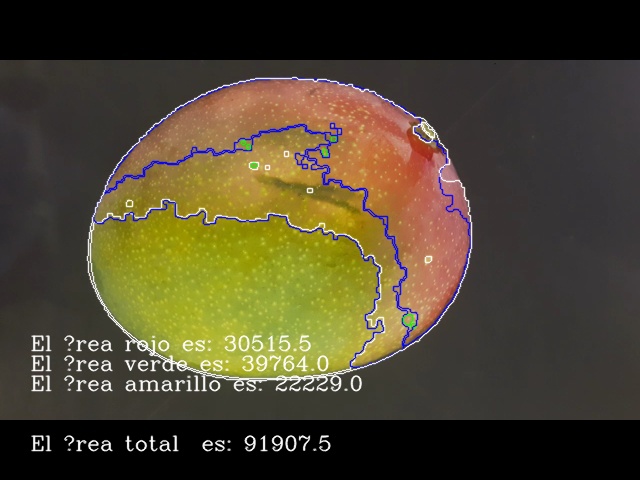 El ?rea rojo es: 30515.5
El ?rea verde es: 39764.0
El ?rea amarillo es: 22229.0
El ?rea total  es: 91907.5